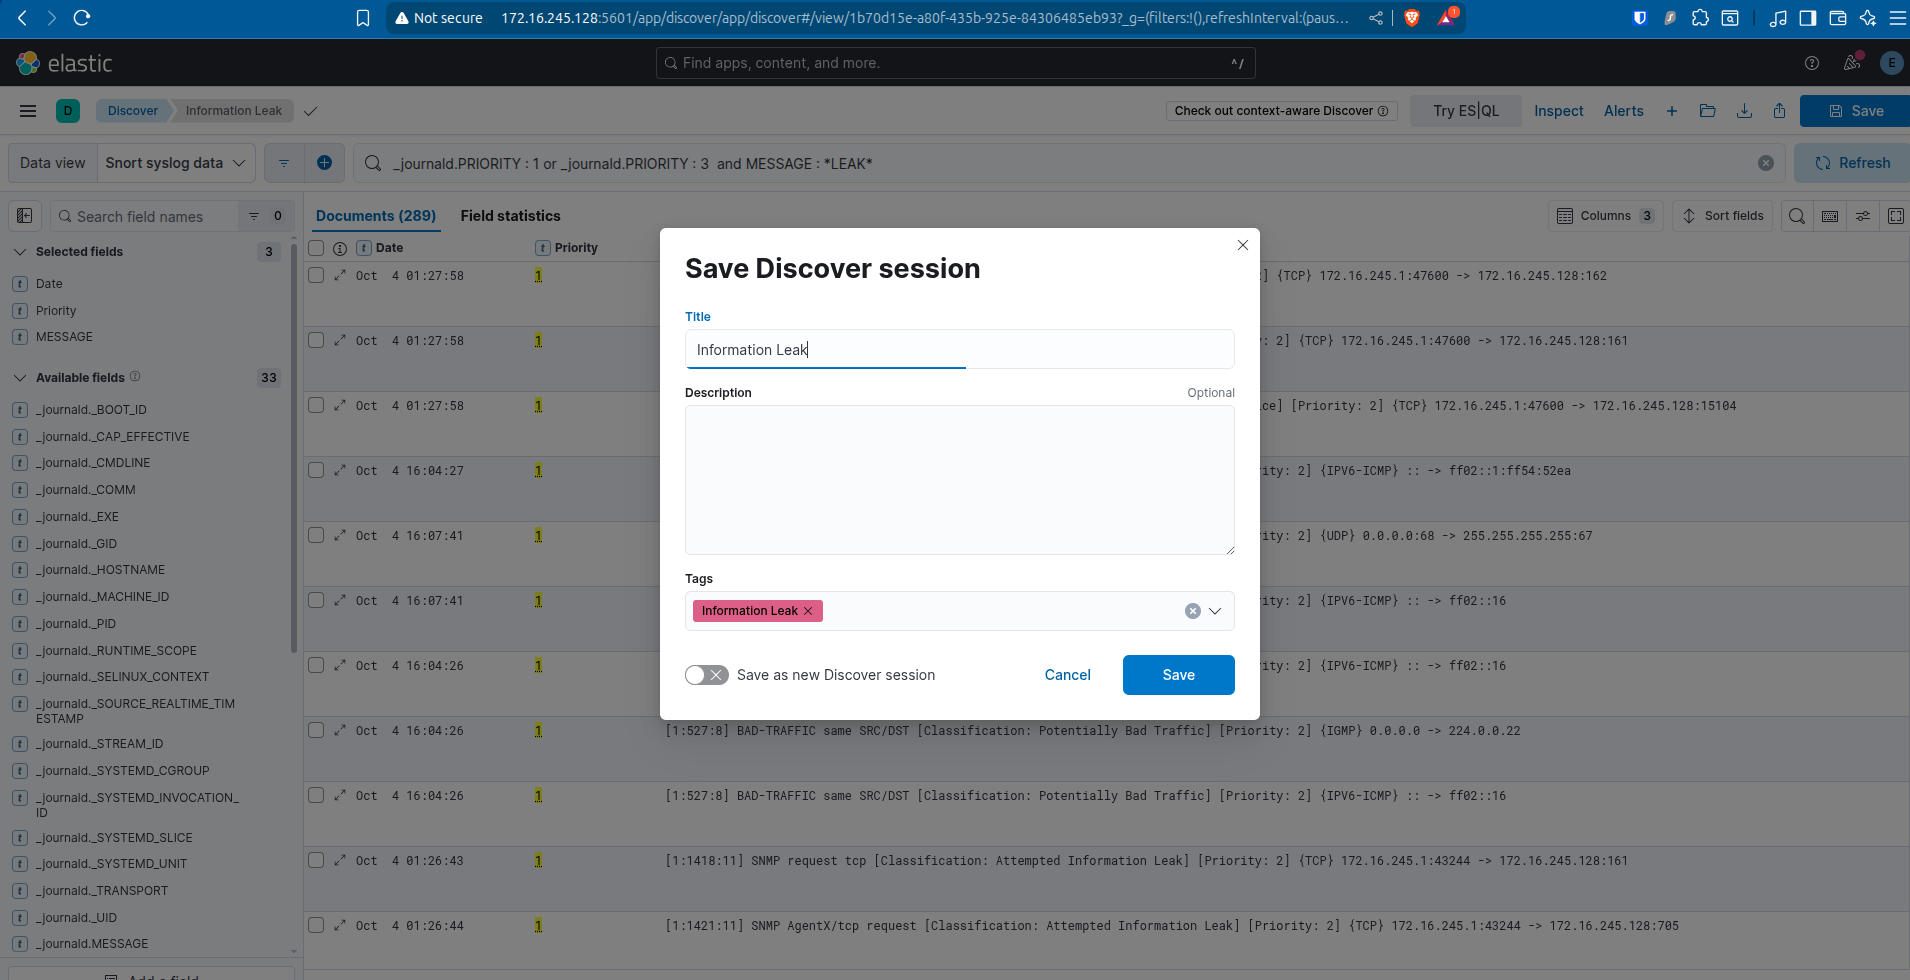 Not secure 172.16.245.128:5601/app/discover/app/discover#/view/1b70d15e-a80f-435b-925e-84306485eb93?_g=(filters:!(),refreshInterval:(paus... 1
elastic Find apps, content, and more. ^/ E
D Discover Information Leak Check out context-aware Discover Try ES|QL Inspect Alerts Save
Data view Snort syslog data _journald.PRIORITY : 1 or _journald.PRIORITY : 3 and MESSAGE : *LEAK* Refresh
Search field names 0 Documents (289) Field statistics Columns 3 Sort fields
Selected fields 3
t Date
t Priority
t MESSAGE
Available fields 33
t _journald._BOOT_ID
t _journald._CAP_EFFECTIVE
t _journald._CMDLINE
t _journald._COMM
t _journald._EXE
t _journald._GID
t _journald._HOSTNAME
t _journald._MACHINE_ID
t _journald._PID
t _journald._RUNTIME_SCOPE
t _journald._SELINUX_CONTEXT
t _journald._SOURCE_REALTIME_TIM
ESTAMP
t _journald._STREAM_ID
t _journald._SYSTEMD_CGROUP
t _journald._SYSTEMD_INVOCATION_
ID
t _journald._SYSTEMD_SLICE
t _journald._SYSTEMD_UNIT
t _journald._TRANSPORT
t _journald._UID
t _journald.MESSAGE
t Date t Priority
Oct 4 01:27:58 1 ] {TCP} 172.16.245.1:47600 -> 172.16.245.128:162
Oct 4 01:27:58 1 : 2] {TCP} 172.16.245.1:47600 -> 172.16.245.128:161
Oct 4 01:27:58 1 ce] [Priority: 2] {TCP} 172.16.245.1:47600 -> 172.16.245.128:15104
Oct 4 16:04:27 1 ity: 2] {IPV6-ICMP} :: -> ff02::1:ff54:52ea
Oct 4 16:07:41 1 ity: 2] {UDP} 0.0.0.0:68 -> 255.255.255.255:67
Oct 4 16:07:41 1 ity: 2] {IPV6-ICMP} :: -> ff02::16
Oct 4 16:04:26 1 ity: 2] {IPV6-ICMP} :: -> ff02::16
Oct 4 16:04:26 1 [1:527:8] BAD-TRAFFIC same SRC/DST [Classification: Potentially Bad Traffic] [Priority: 2] {IGMP} 0.0.0.0 -> 224.0.0.22
Oct 4 16:04:26 1 [1:527:8] BAD-TRAFFIC same SRC/DST [Classification: Potentially Bad Traffic] [Priority: 2] {IPV6-ICMP} :: -> ff02::16
Oct 4 01:26:43 1 [1:1418:11] SNMP request tcp [Classification: Attempted Information Leak] [Priority: 2] {TCP} 172.16.245.1:43244 -> 172.16.245.128:161
Oct 4 01:26:44 1 [1:1421:11] SNMP AgentX/tcp request [Classification: Attempted Information Leak] [Priority: 2] {TCP} 172.16.245.1:43244 -> 172.16.245.128:705
Save Discover session
Title
Information Leak
Description Optional
Tags
Information Leak
Save as new Discover session Cancel Save